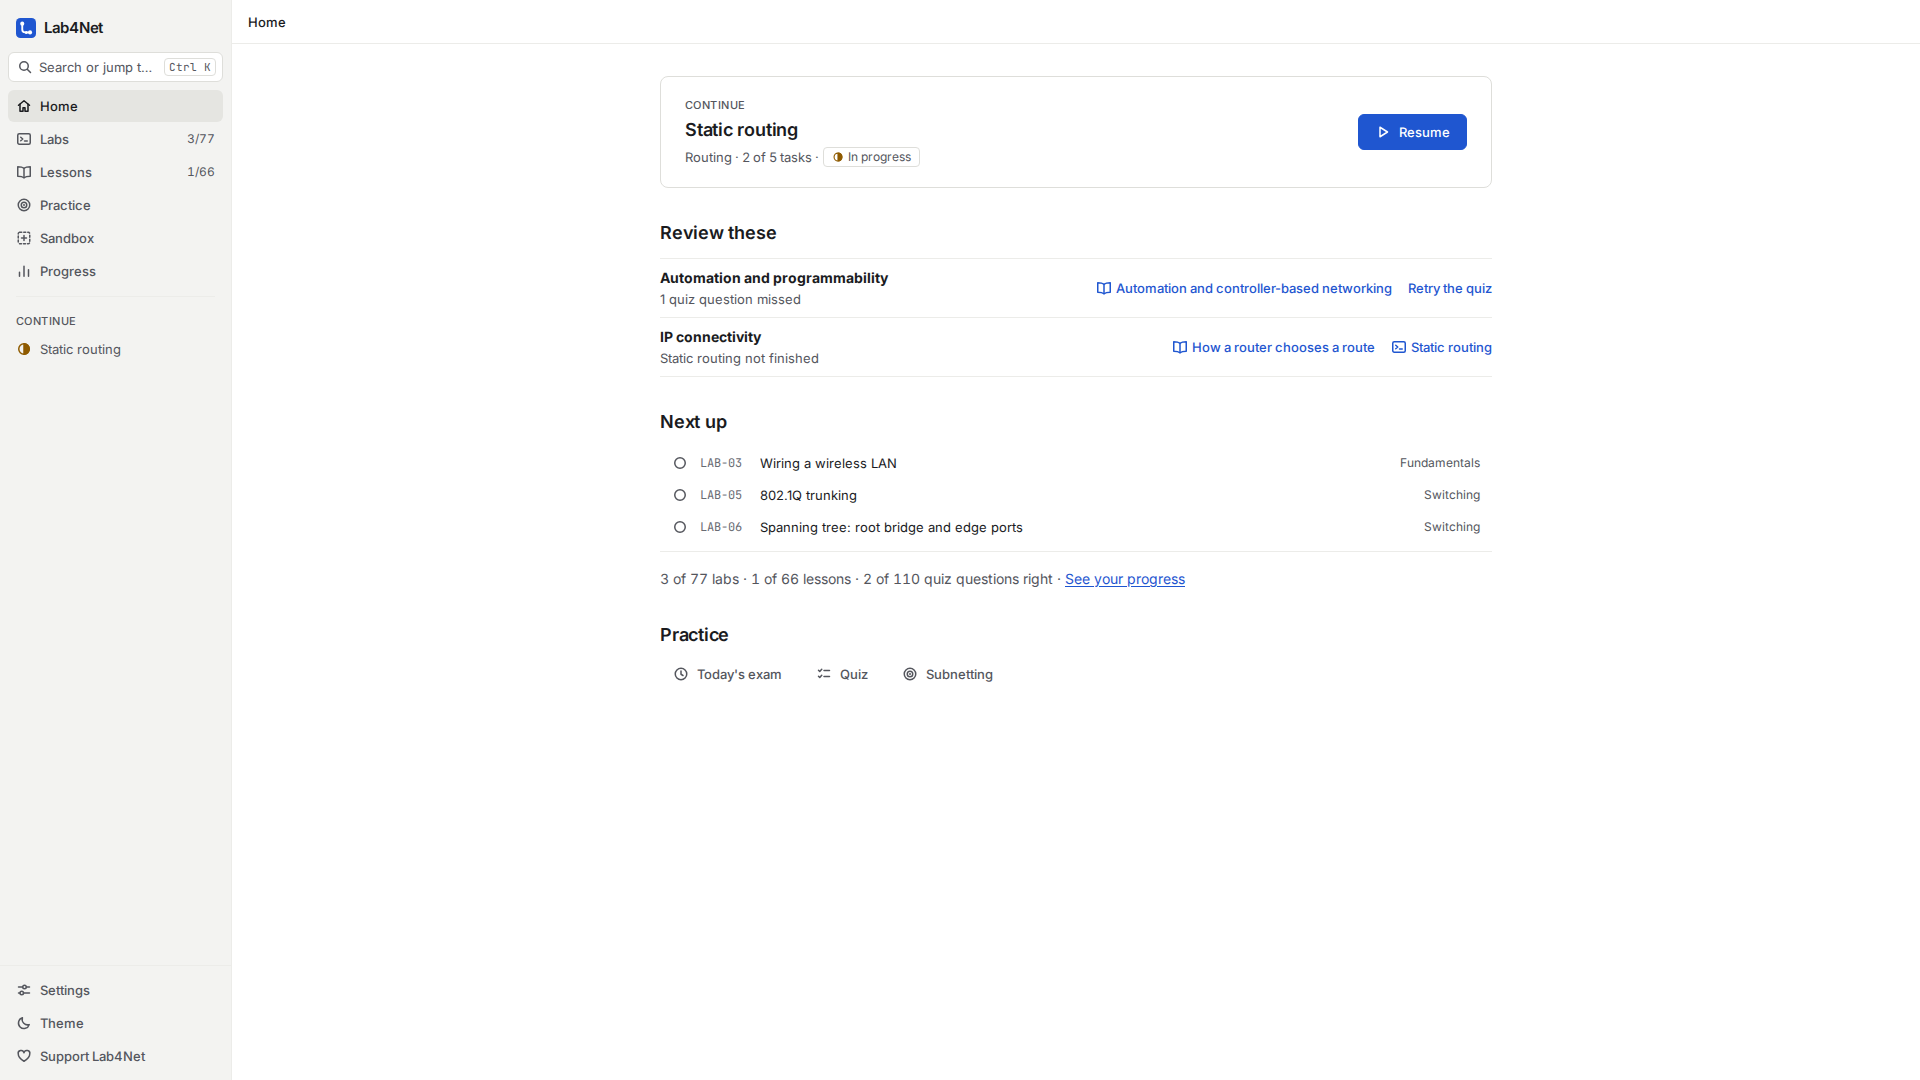 Lab4Net
Search or jump t... Ctrl K
Home
Labs 3/77
Lessons 1/66
Practice
Sandbox
Progress
CONTINUE
Static routing
Settings
Theme
Support Lab4Net
Home
CONTINUE
Static routing
Routing · 2 of 5 tasks · In progress
Resume
Review these
Automation and programmability
1 quiz question missed
Automation and controller-based networking Retry the quiz
IP connectivity
Static routing not finished
How a router chooses a route Static routing
Next up
LAB-03 Wiring a wireless LAN Fundamentals
LAB-05 802.1Q trunking Switching
LAB-06 Spanning tree: root bridge and edge ports Switching
3 of 77 labs · 1 of 66 lessons · 2 of 110 quiz questions right · See your progress
Practice
Today's exam Quiz Subnetting